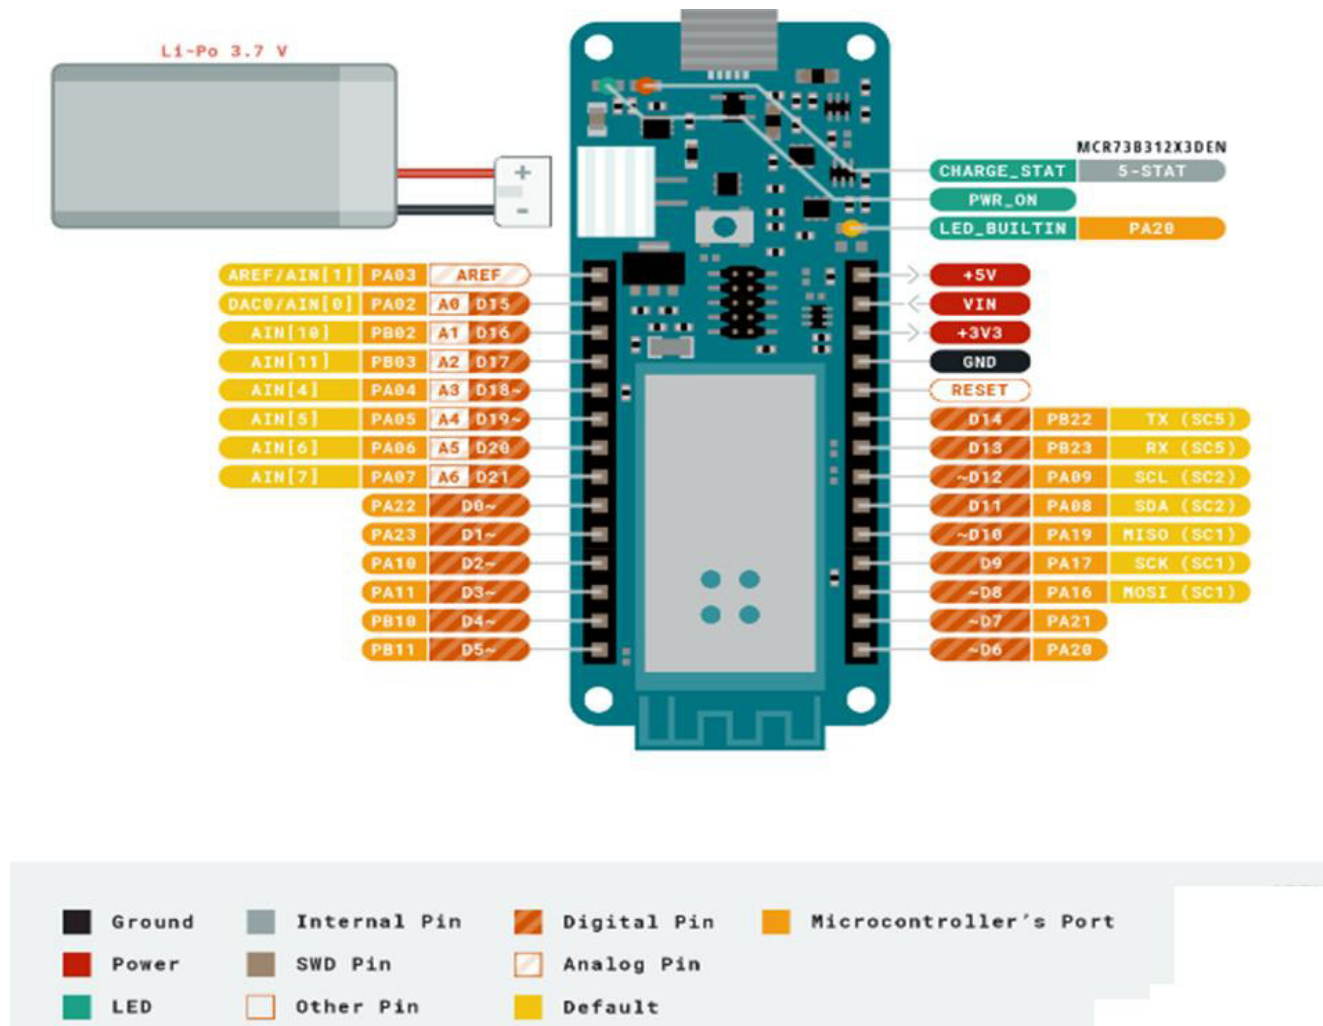 Li-Po 3.7 V
+
-
MCR73B312X3DEN
CHARGE_STAT 5-STAT
PWR_ON
LED_BUILTIN PA20
AREF/AIN[1] PA03 AREF
DAC0/AIN[0] PA02 A0 D15
AIN[10] PB02 A1 D16
AIN[11] PB03 A2 D17
AIN[4] PA04 A3 D18~
AIN[5] PA05 A4 D19~
AIN[6] PA06 A5 D20
AIN[7] PA07 A6 D21
PA22 D0~
PA23 D1~
PA10 D2~
PA11 D3~
PB10 D4~
PB11 D5~
+5V
VIN
+3V3
GND
RESET
D14 PB22 TX (SC5)
D13 PB23 RX (SC5)
~D12 PA09 SCL (SC2)
D11 PA08 SDA (SC2)
~D10 PA19 MISO (SC1)
D9 PA17 SCK (SC1)
~D8 PA16 MOSI (SC1)
~D7 PA21
~D6 PA20
Ground
Power
LED
Internal Pin
SWD Pin
Other Pin
Digital Pin
Analog Pin
Default
Microcontroller's Port